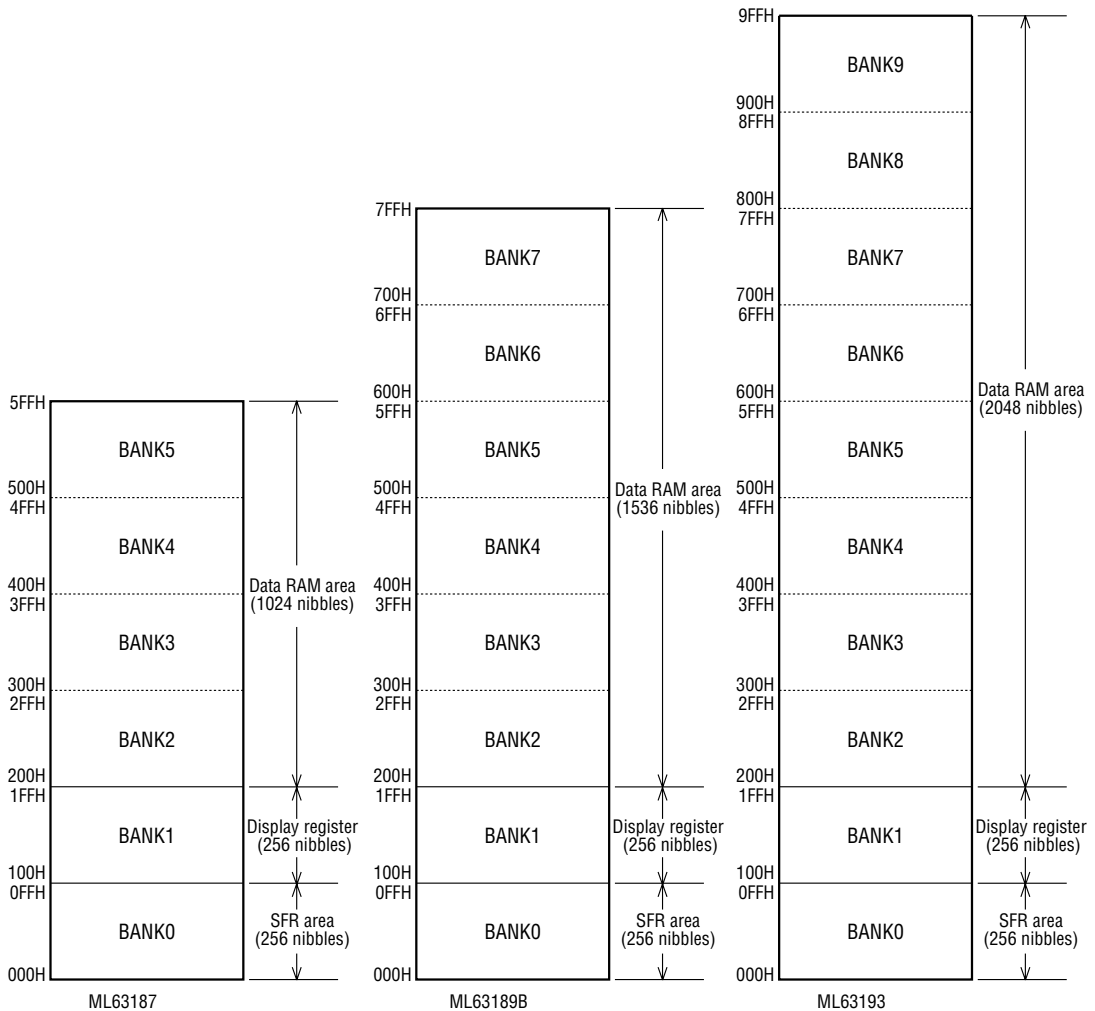 5FFH
BANK5
500H
4FFH
BANK4
400H
3FFH
BANK3
300H
2FFH
BANK2
200H
1FFH
BANK1
100H
0FFH
BANK0
000H
Data RAM area
(1024 nibbles)
Display register
(256 nibbles)
SFR area
(256 nibbles)
ML63187
7FFH
BANK7
700H
6FFH
BANK6
600H
5FFH
BANK5
500H
4FFH
BANK4
400H
3FFH
BANK3
300H
2FFH
BANK2
200H
1FFH
BANK1
100H
0FFH
BANK0
000H
Data RAM area
(1536 nibbles)
Display register
(256 nibbles)
SFR area
(256 nibbles)
ML63189B
9FFH
BANK9
900H
8FFH
BANK8
800H
7FFH
BANK7
700H
6FFH
BANK6
600H
5FFH
BANK5
500H
4FFH
BANK4
400H
3FFH
BANK3
300H
2FFH
BANK2
200H
1FFH
BANK1
100H
0FFH
BANK0
000H
Data RAM area
(2048 nibbles)
Display register
(256 nibbles)
SFR area
(256 nibbles)
ML63193